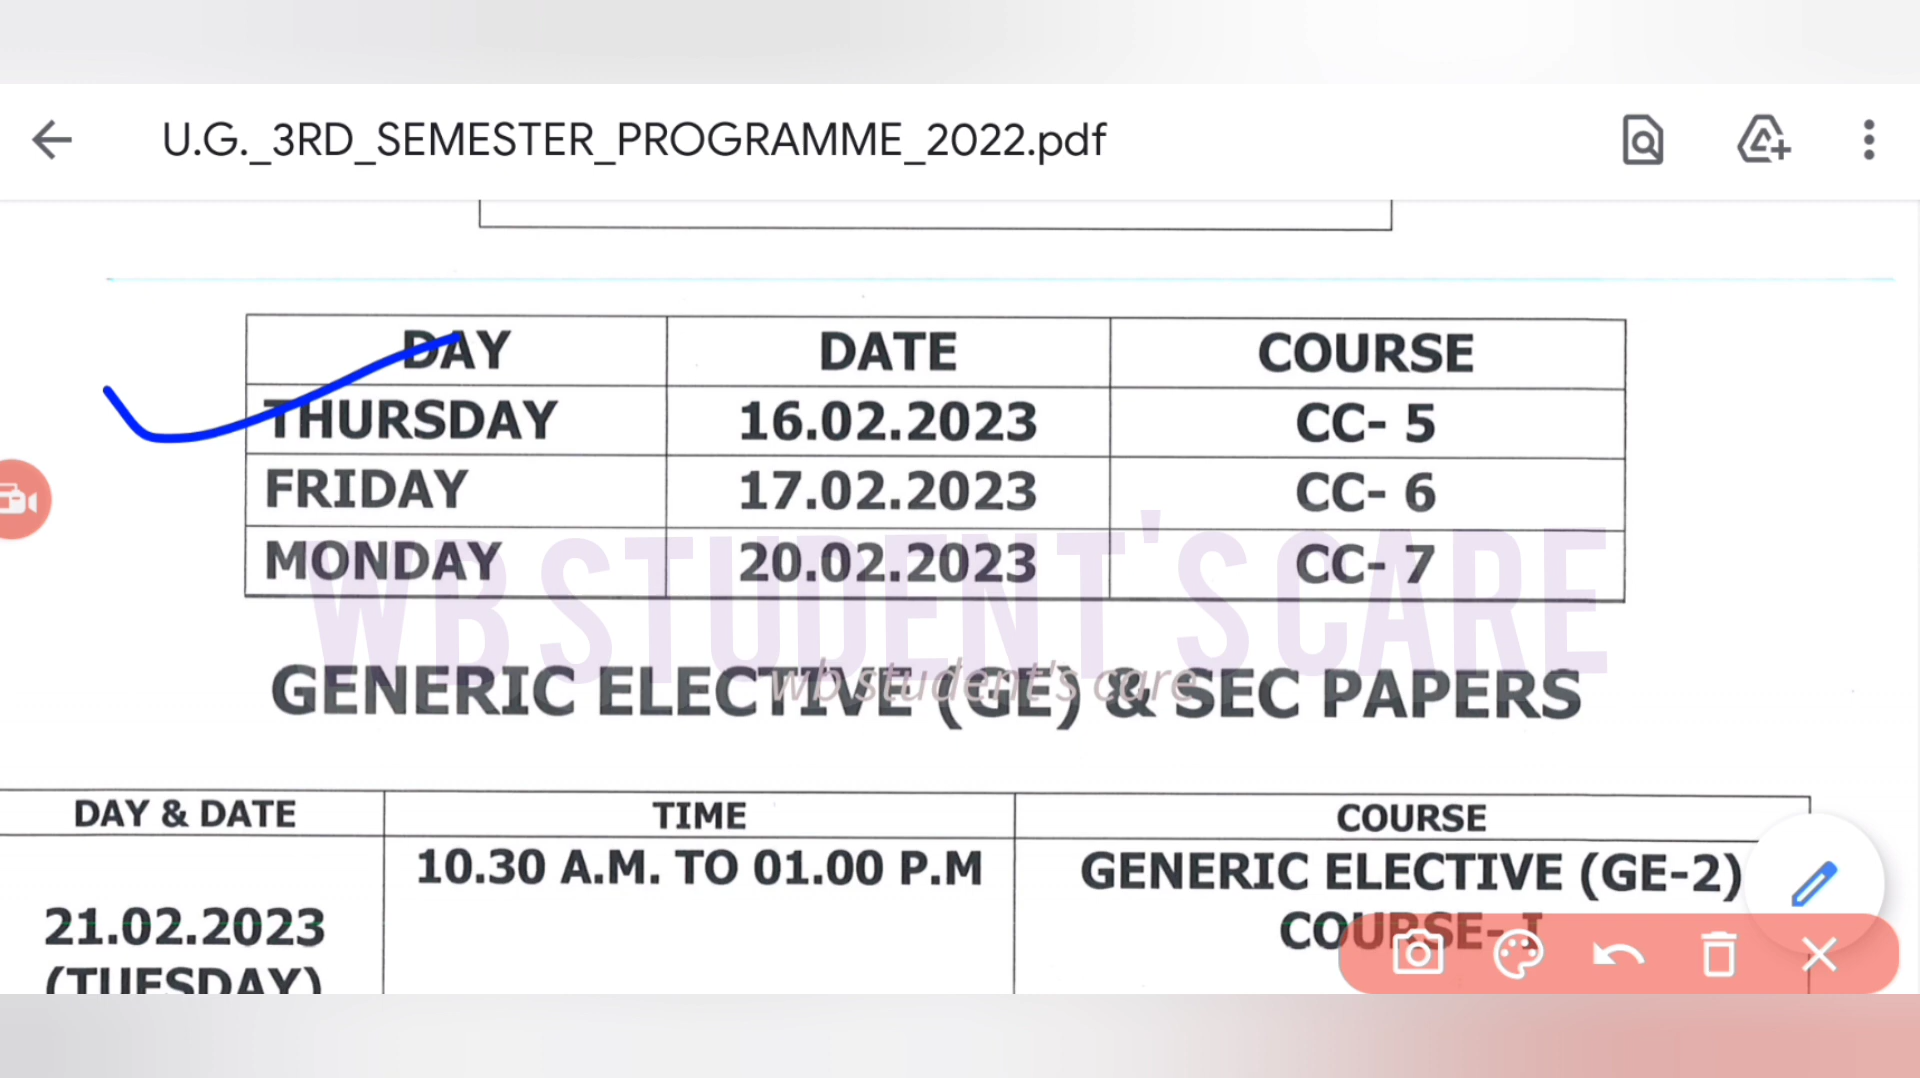 U.G._3RD_SEMESTER_PROGRAMME_2022.pdf
DAY DATE COURSE
THURSDAY 16.02.2023 CC- 5
FRIDAY 17.02.2023 CC- 6
MONDAY 20.02.2023 CC- 7
WB STUDENT'S CARE
wb student's care
GENERIC ELECTIVE (GE) & SEC PAPERS
DAY & DATE TIME COURSE
10.30 A.M. TO 01.00 P.M GENERIC ELECTIVE (GE-2)
21.02.2023 COURSE-I
(TUESDAY)